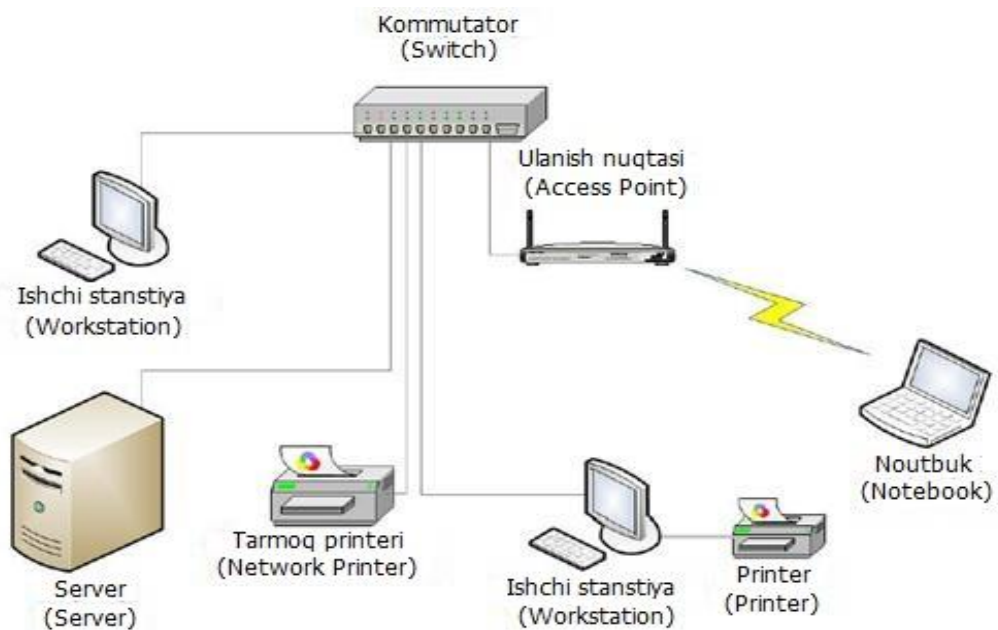 Kommutator
(Switch)
Ulanish nuqtasi
(Access Point)
Ishchi stanstiya
(Workstation)
Noutbuk
(Notebook)
Tarmoq printeri
(Network Printer)
Server
(Server)
Ishchi stanstiya
(Workstation)
Printer
(Printer)